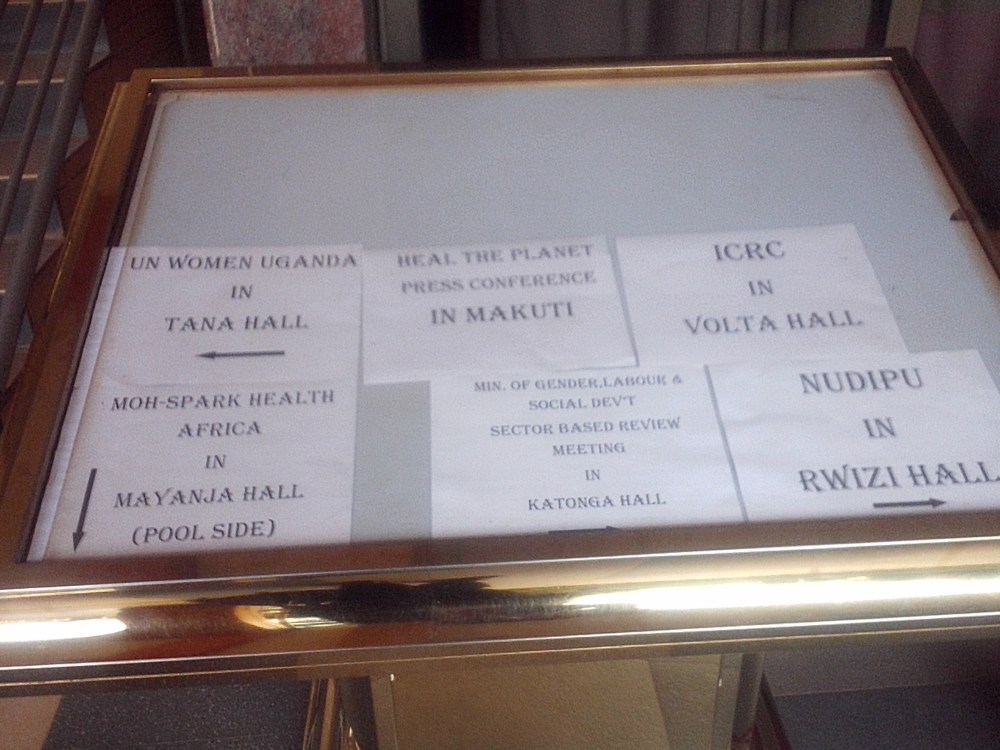 UN WOMEN UGANDA
IN
TANA HALL
HEAL THE PLANET
PRESS CONFERENCE
IN MAKUTI
ICRC
IN
VOLTA HALL
MOH-SPARK HEALTH
AFRICA
IN
MAYANJA HALL
(POOL SIDE)
MIN. OF GENDER,LABOUR &
SOCIAL DEV'T
SECTOR BASED REVIEW
MEETING
IN
KATONGA HALL
NUDIPU
IN
RWIZI HALL